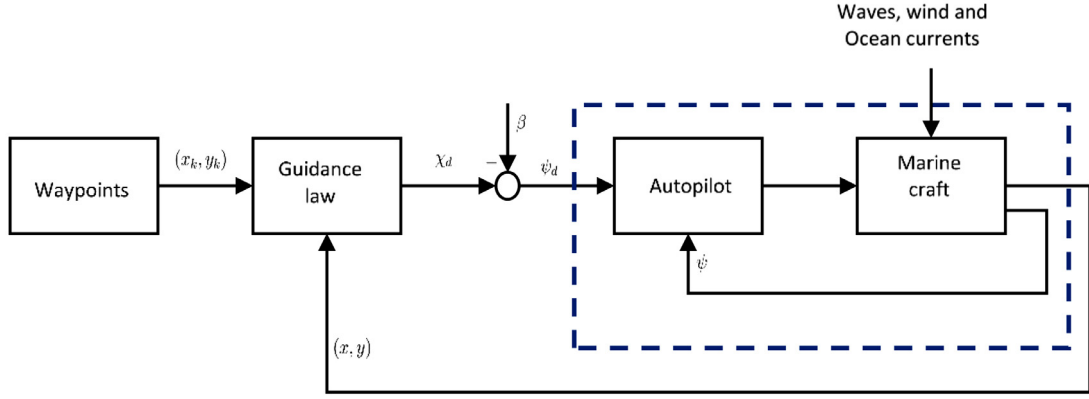 Waves, wind and
Ocean currents
β
(x_k, y_k)
χ_d
−
ψ_d
Waypoints
Guidance
law
Autopilot
Marine
craft
ψ
(x, y)